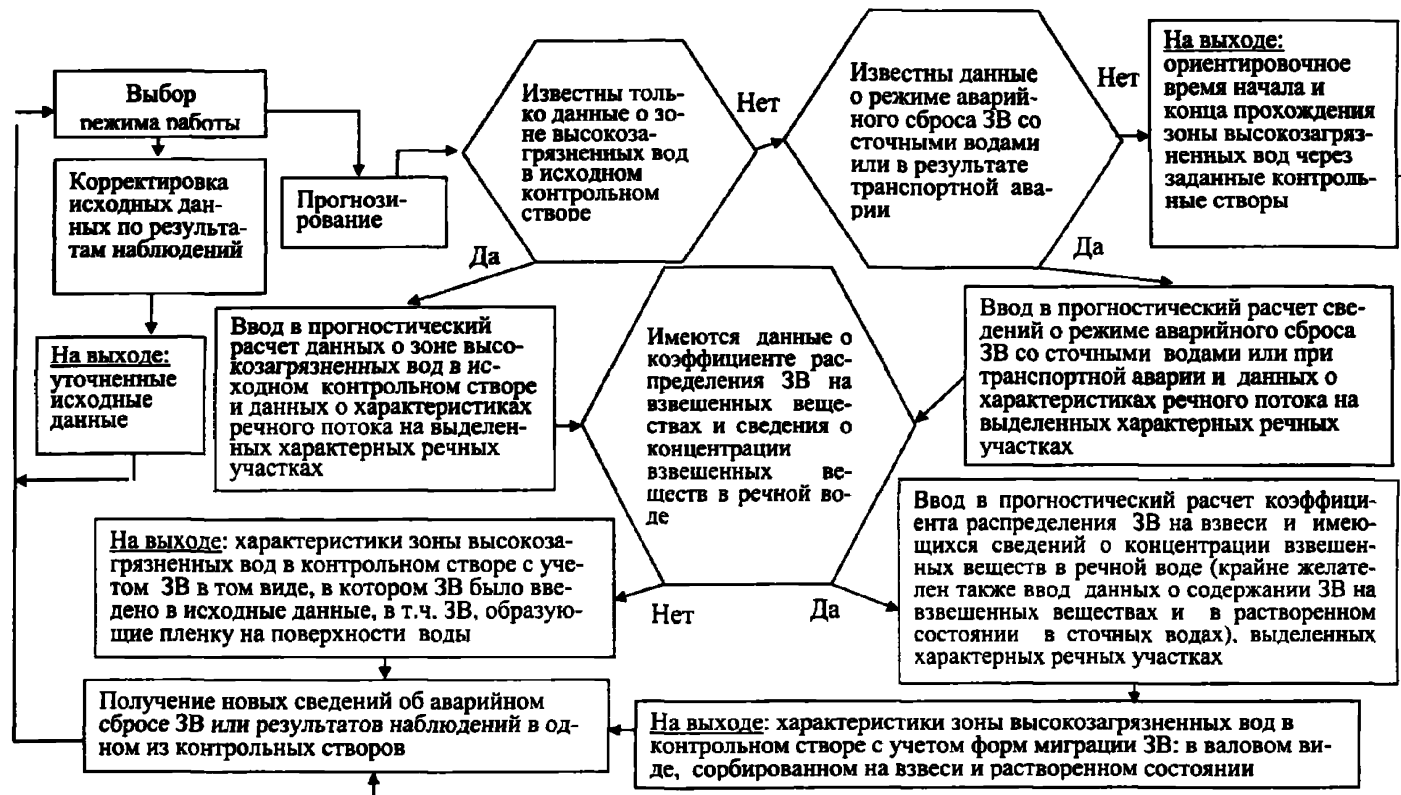 Выбор
режима работы
Корректировка
исходных дан-
ных по результа-
там наблюдений
На выходе:
уточненные
исходные
данные
Прогнози-
рование
Известны толь-
ко данные о зо-
не высокоза-
грязненных вод
в исходном
контрольном
створе
Нет
Да
Известны данные
о режиме аварий-
ного сброса ЗВ со
сточными водами
или в результате
транспортной ава-
рии
Нет
Да
На выходе:
ориентировочное
время начала и
конца прохождения
зоны высокозагряз-
ненных вод через
заданные контроль-
ные створы
Ввод в прогностический
расчет данных о зоне высо-
козагрязненных вод в ис-
ходном контрольном створе
и данных о характеристиках
речного потока на выделен-
ных характерных речных
участках
Имеются данные о
коэффициенте рас-
пределения ЗВ на
взвешенных веще-
ствах и сведения о
концентрации
взвешенных ве-
ществ в речной во-
де
Нет
Да
Ввод в прогностический расчет све-
дений о режиме аварийного сброса
ЗВ со сточными водами или при
транспортной аварии и данных о
характеристиках речного потока на
выделенных характерных речных
участках
Ввод в прогностический расчет коэффици-
ента распределения ЗВ на взвеси и имею-
щихся сведений о концентрации взвешен-
ных веществ в речной воде (крайне желате-
лен также ввод данных о содержании ЗВ на
взвешенных веществах и в растворенном
состоянии в сточных водах), выделенных
характерных речных участках
На выходе: характеристики зоны высокоза-
грязненных вод в контрольном створе с уче-
том ЗВ в том виде, в котором ЗВ было вве-
дено в исходные данные, в т.ч. ЗВ, образую-
щие пленку на поверхности воды
Получение новых сведений об аварийном
сбросе ЗВ или результатов наблюдений в од-
ном из контрольных створов
На выходе: характеристики зоны высокозагрязненных вод в
контрольном створе с учетом форм миграции ЗВ: в валовом ви-
де, сорбированном на взвеси и растворенном состоянии